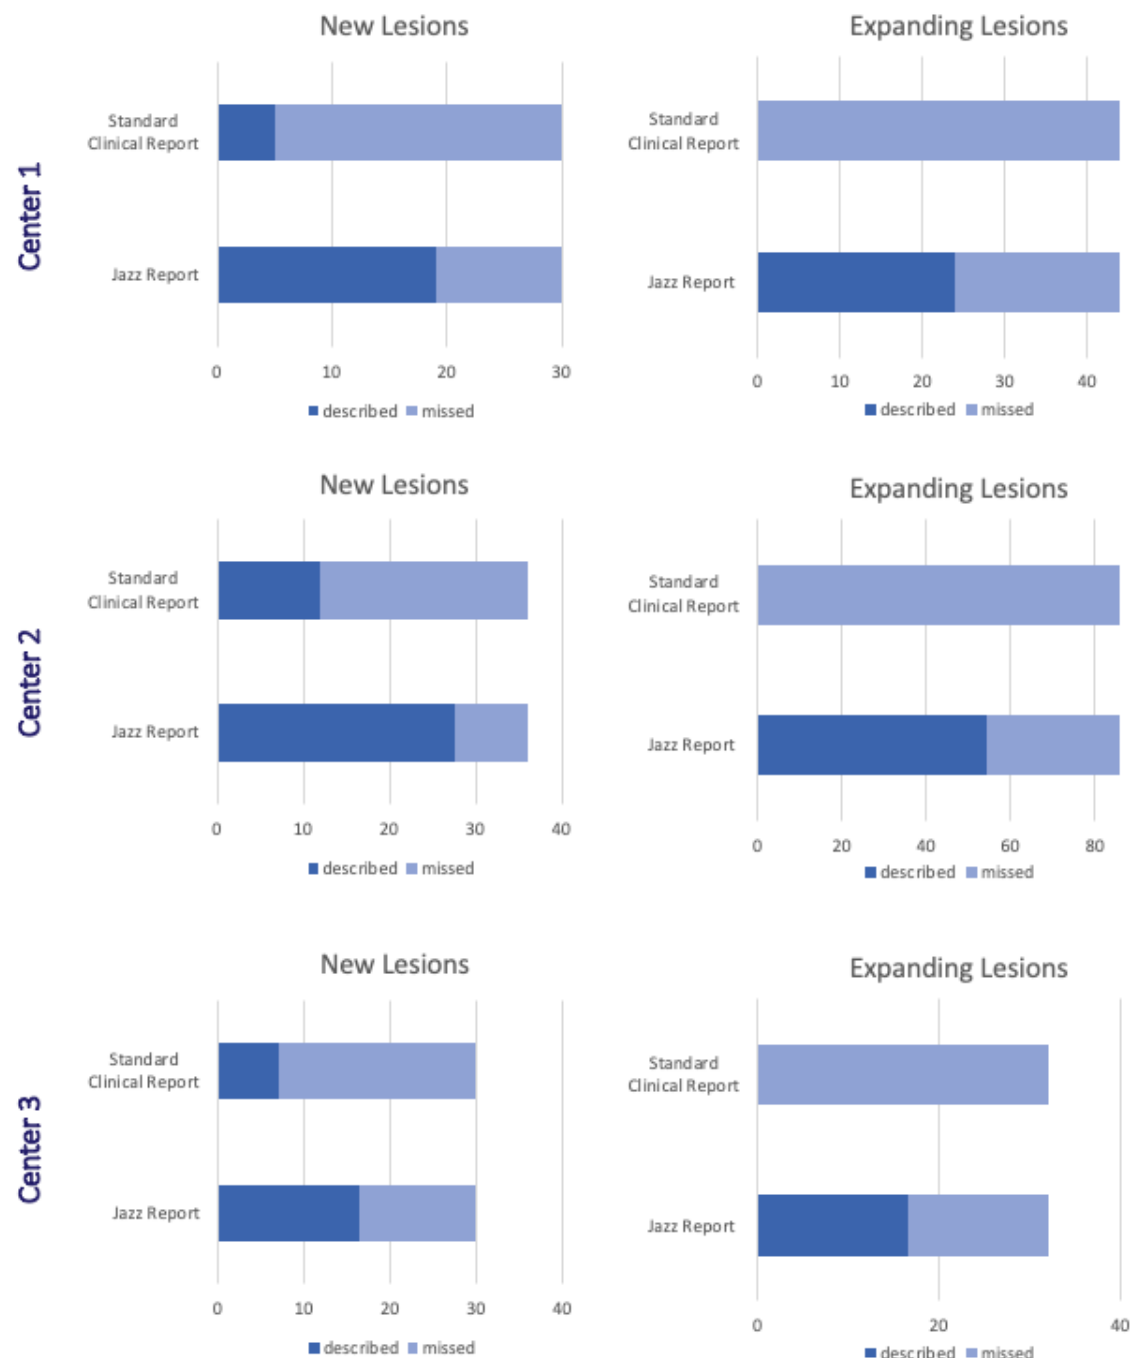 Center 1
New Lesions
Standard
Clinical Report
Jazz Report
0 10 20 30
described missed
Expanding Lesions
Standard
Clinical Report
Jazz Report
0 10 20 30 40
described missed
Center 2
New Lesions
Standard
Clinical Report
Jazz Report
0 10 20 30 40
described missed
Expanding Lesions
Standard
Clinical Report
Jazz Report
0 20 40 60 80
described missed
Center 3
New Lesions
Standard
Clinical Report
Jazz Report
0 10 20 30 40
described missed
Expanding Lesions
Standard
Clinical Report
Jazz Report
0 20 40
described missed